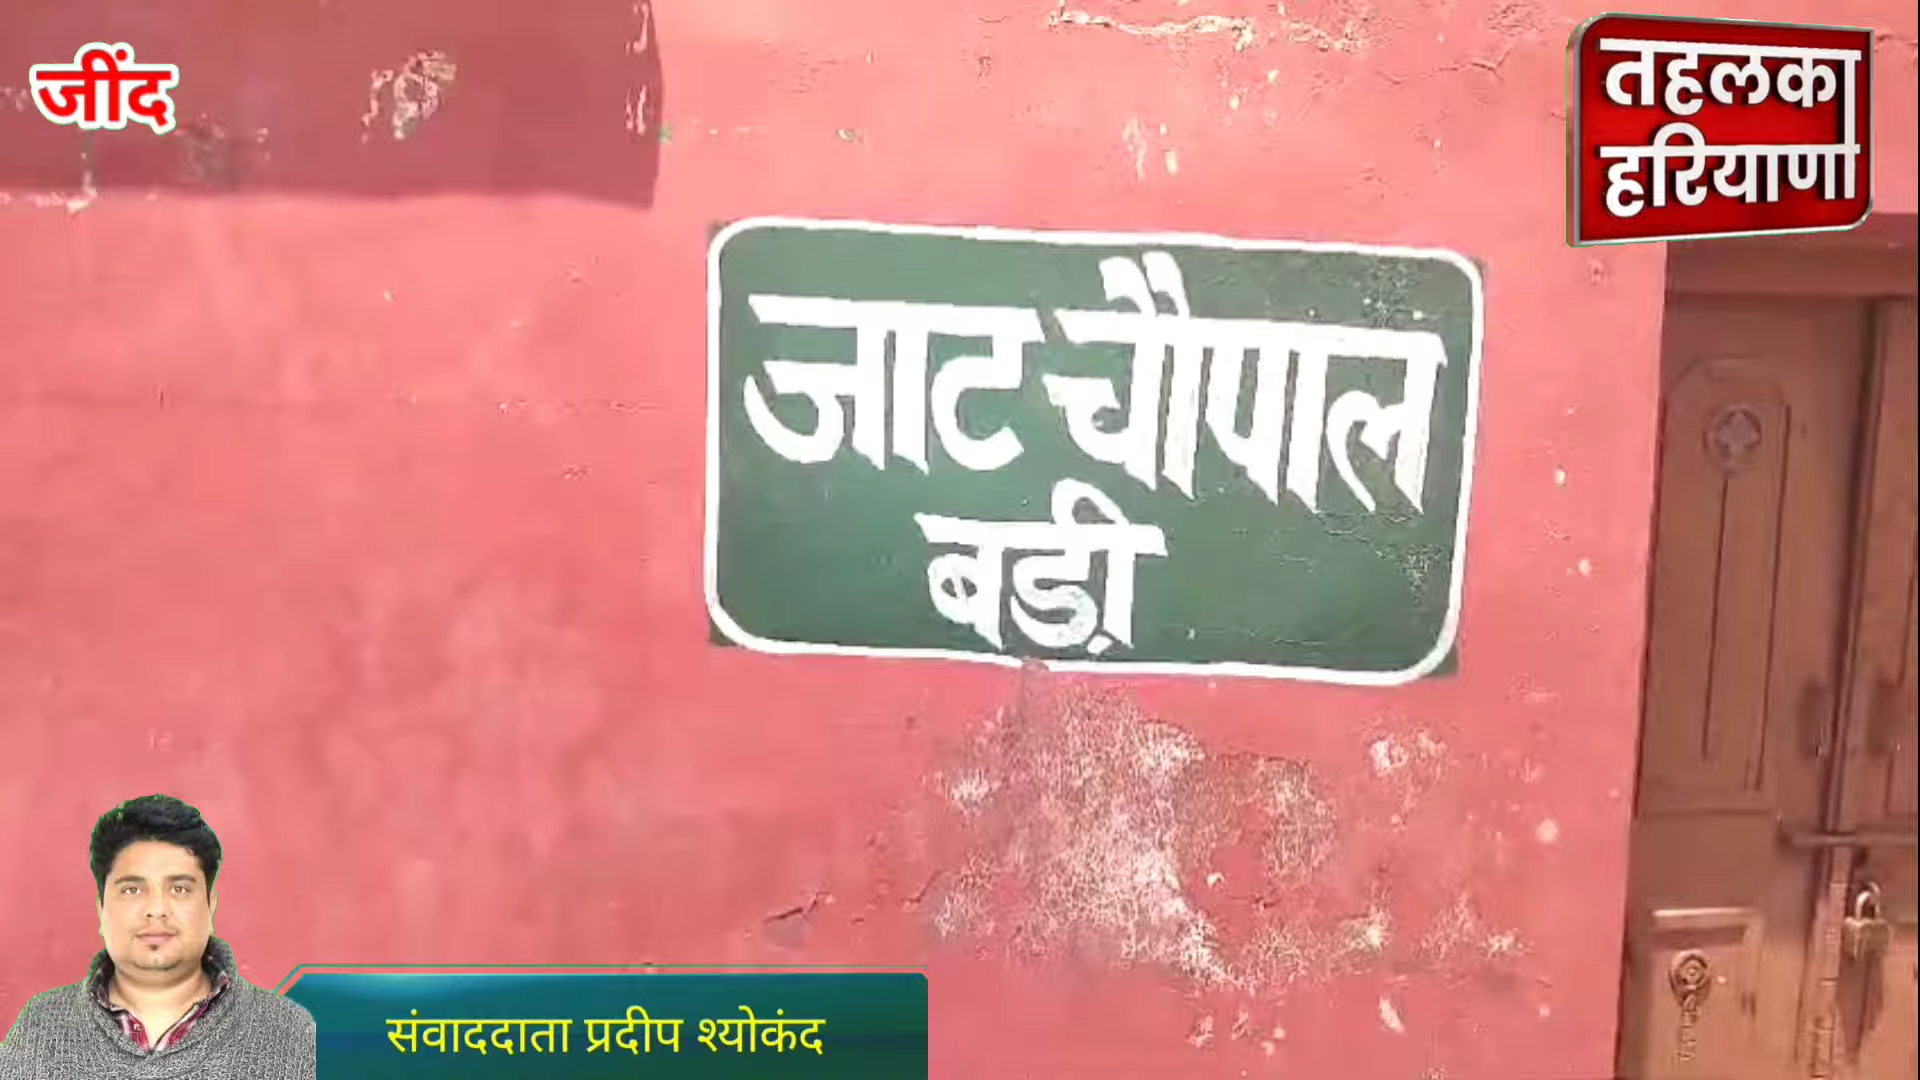 जींद
तहलका
हरियाणा
जाट चौपाल
बड़ी
संवाददाता प्रदीप श्योकंद